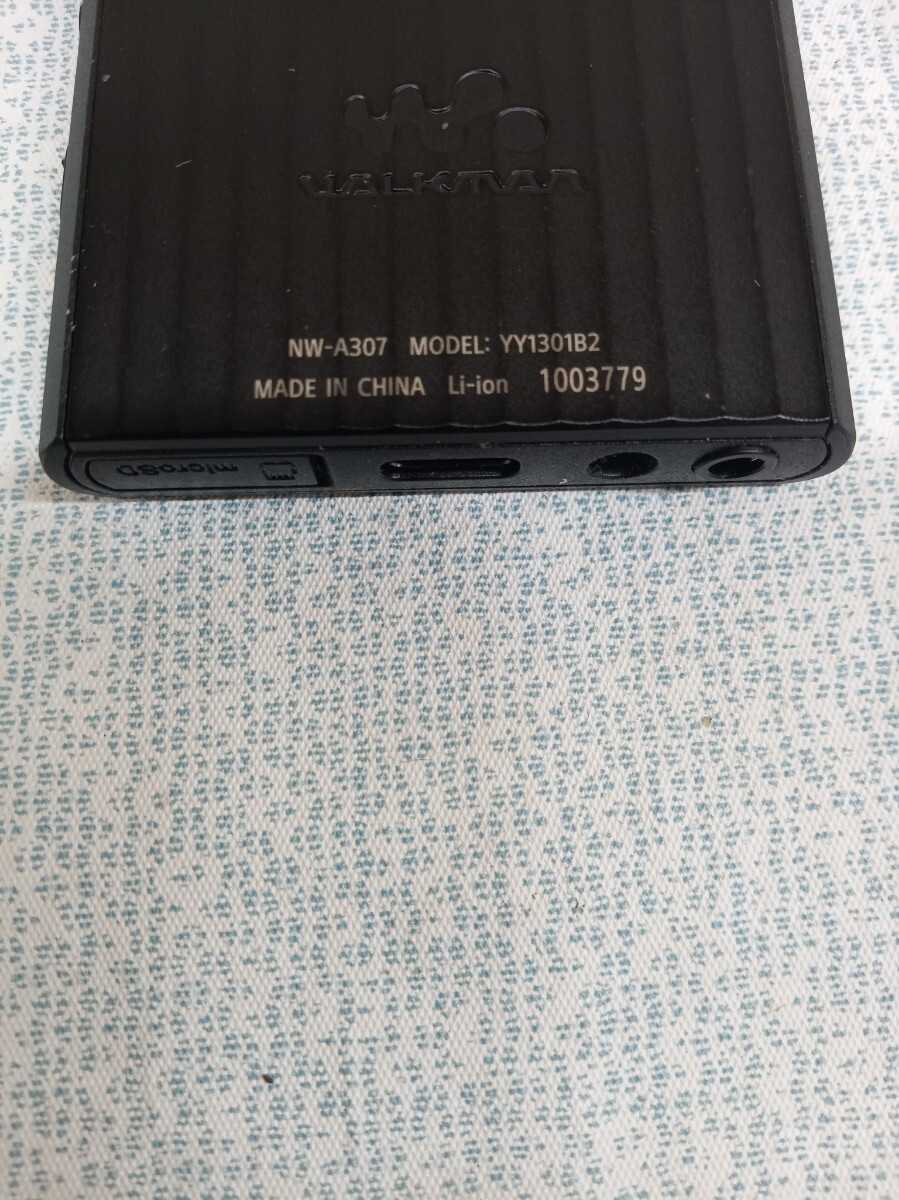 WALKMAN
NW-A307 MODEL: YY1301B2
MADE IN CHINA Li-ion 1003779
microSD